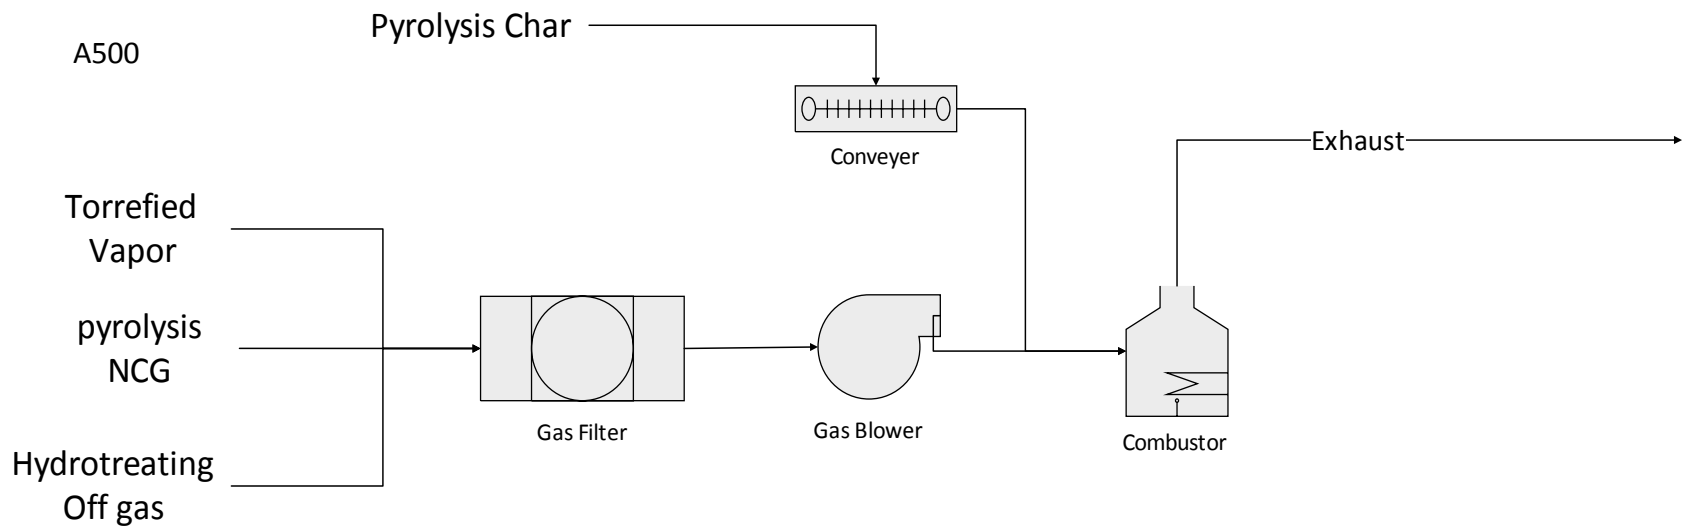 Pyrolysis Char
A500
Conveyer
Exhaust
Torrefied
Vapor
pyrolysis
NCG
Gas Filter
Gas Blower
Combustor
Hydrotreating
Off gas